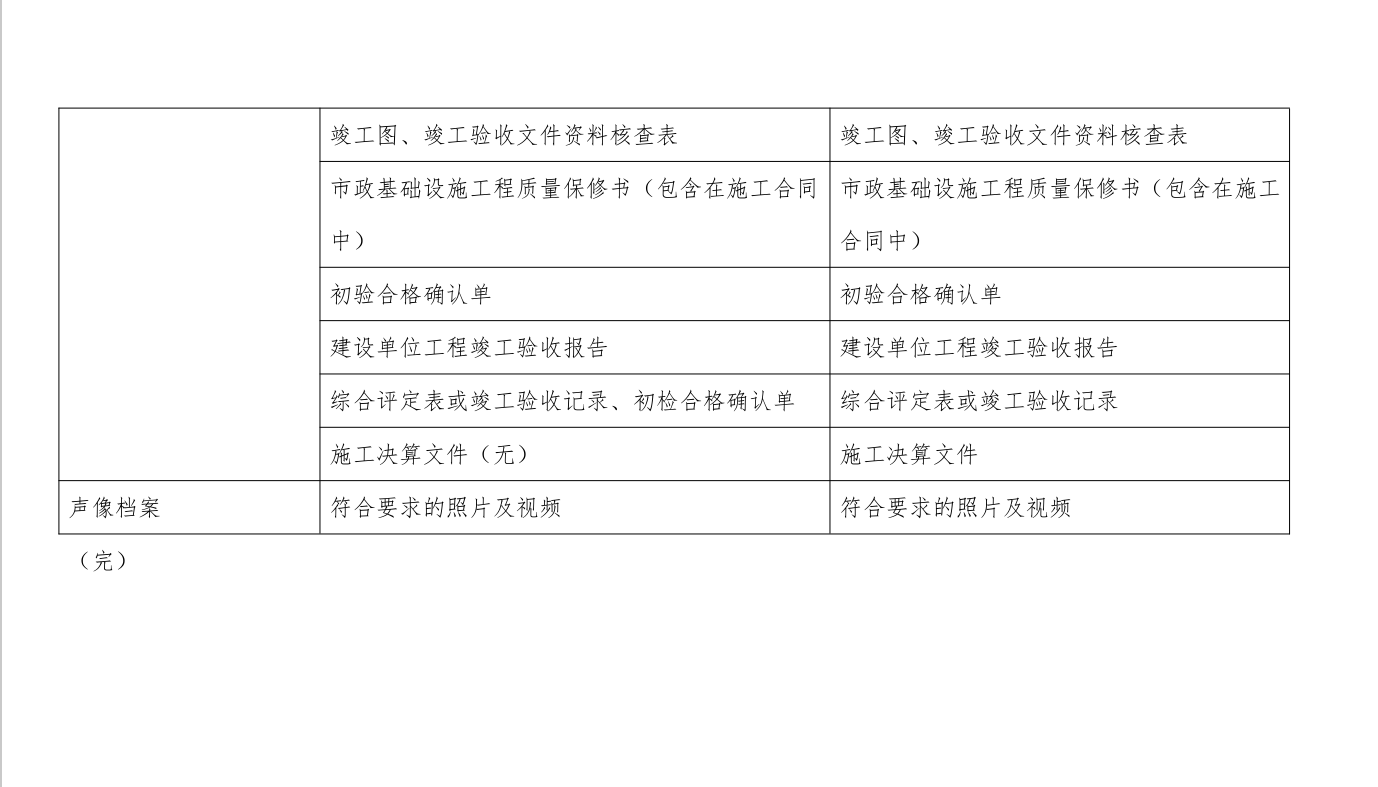 竣工图、竣工验收文件资料核查表
竣工图、竣工验收文件资料核查表
市政基础设施工程质量保修书（包含在施工合同
中）
市政基础设施工程质量保修书（包含在施工
合同中）
初验合格确认单
初验合格确认单
建设单位工程竣工验收报告
建设单位工程竣工验收报告
综合评定表或竣工验收记录、初检合格确认单
综合评定表或竣工验收记录
施工决算文件（无）
施工决算文件
声像档案
符合要求的照片及视频
符合要求的照片及视频
（完）